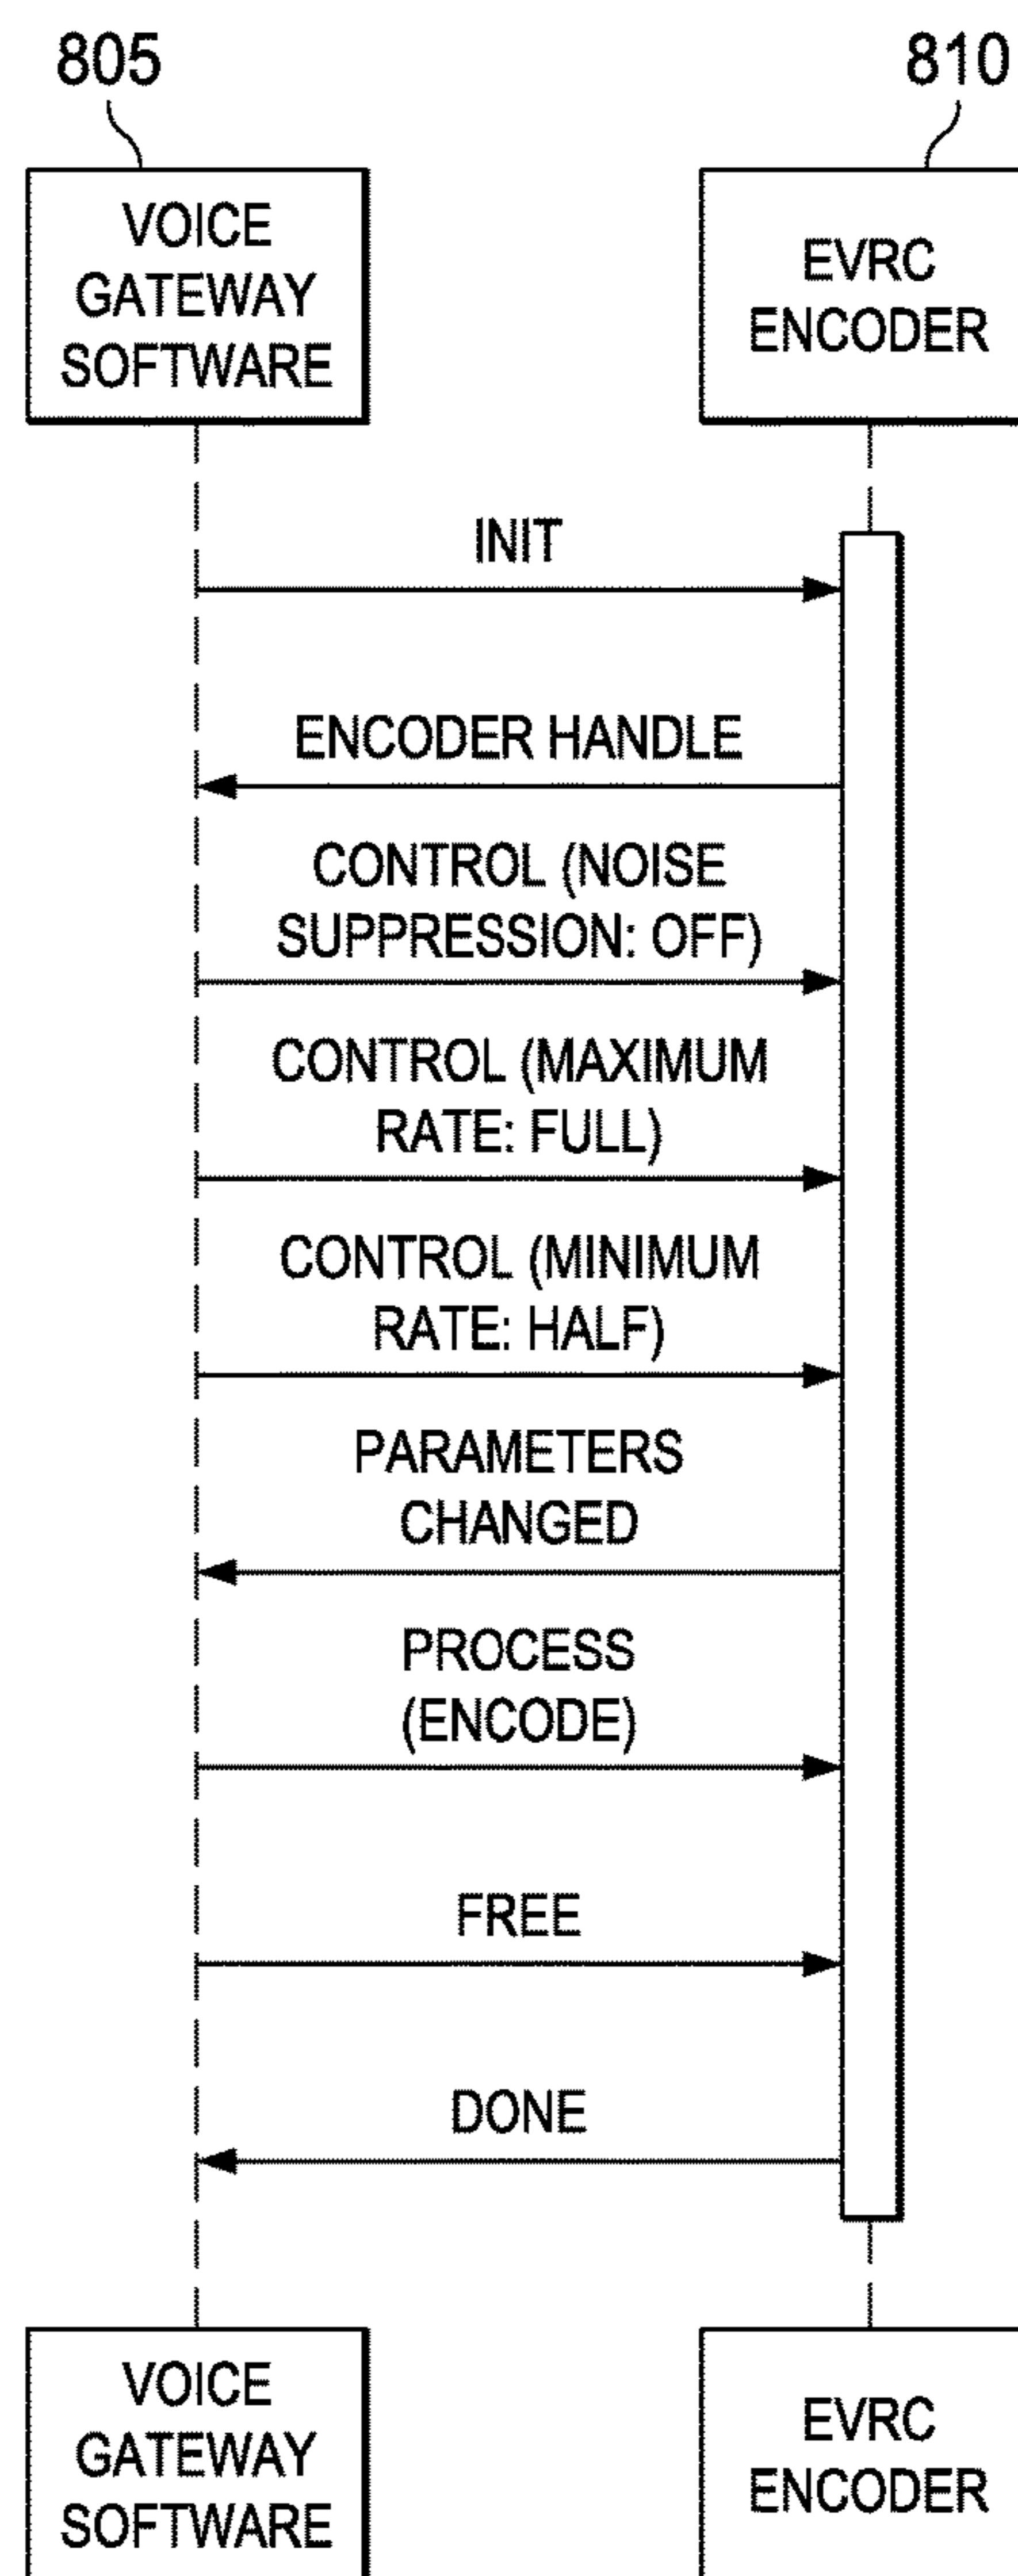 805
810
VOICE
GATEWAY
SOFTWARE
EVRC
ENCODER
INIT
ENCODER HANDLE
CONTROL (NOISE
SUPPRESSION: OFF)
CONTROL (MAXIMUM
RATE: FULL)
CONTROL (MINIMUM
RATE: HALF)
PARAMETERS
CHANGED
PROCESS
(ENCODE)
FREE
DONE
VOICE
GATEWAY
SOFTWARE
EVRC
ENCODER